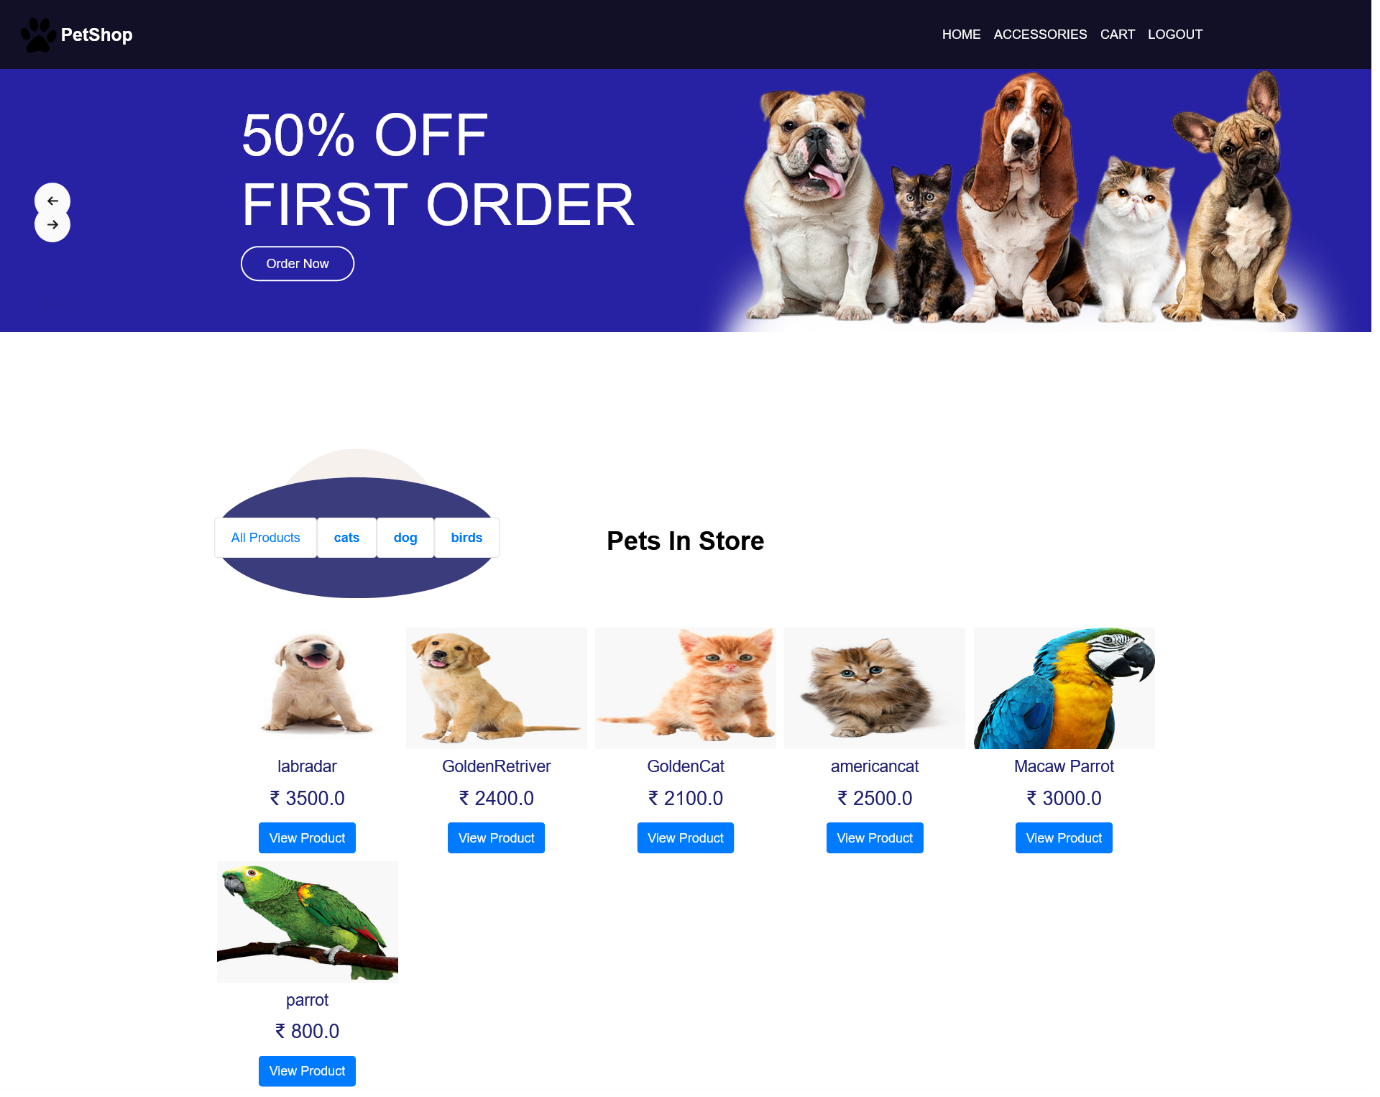 PetShop
HOME ACCESSORIES CART LOGOUT
50% OFF
FIRST ORDER
Order Now
All Products cats dog birds
Pets In Store
labradar GoldenRetriver GoldenCat americancat Macaw Parrot
₹ 3500.0 ₹ 2400.0 ₹ 2100.0 ₹ 2500.0 ₹ 3000.0
View Product View Product View Product View Product View Product
parrot
₹ 800.0
View Product